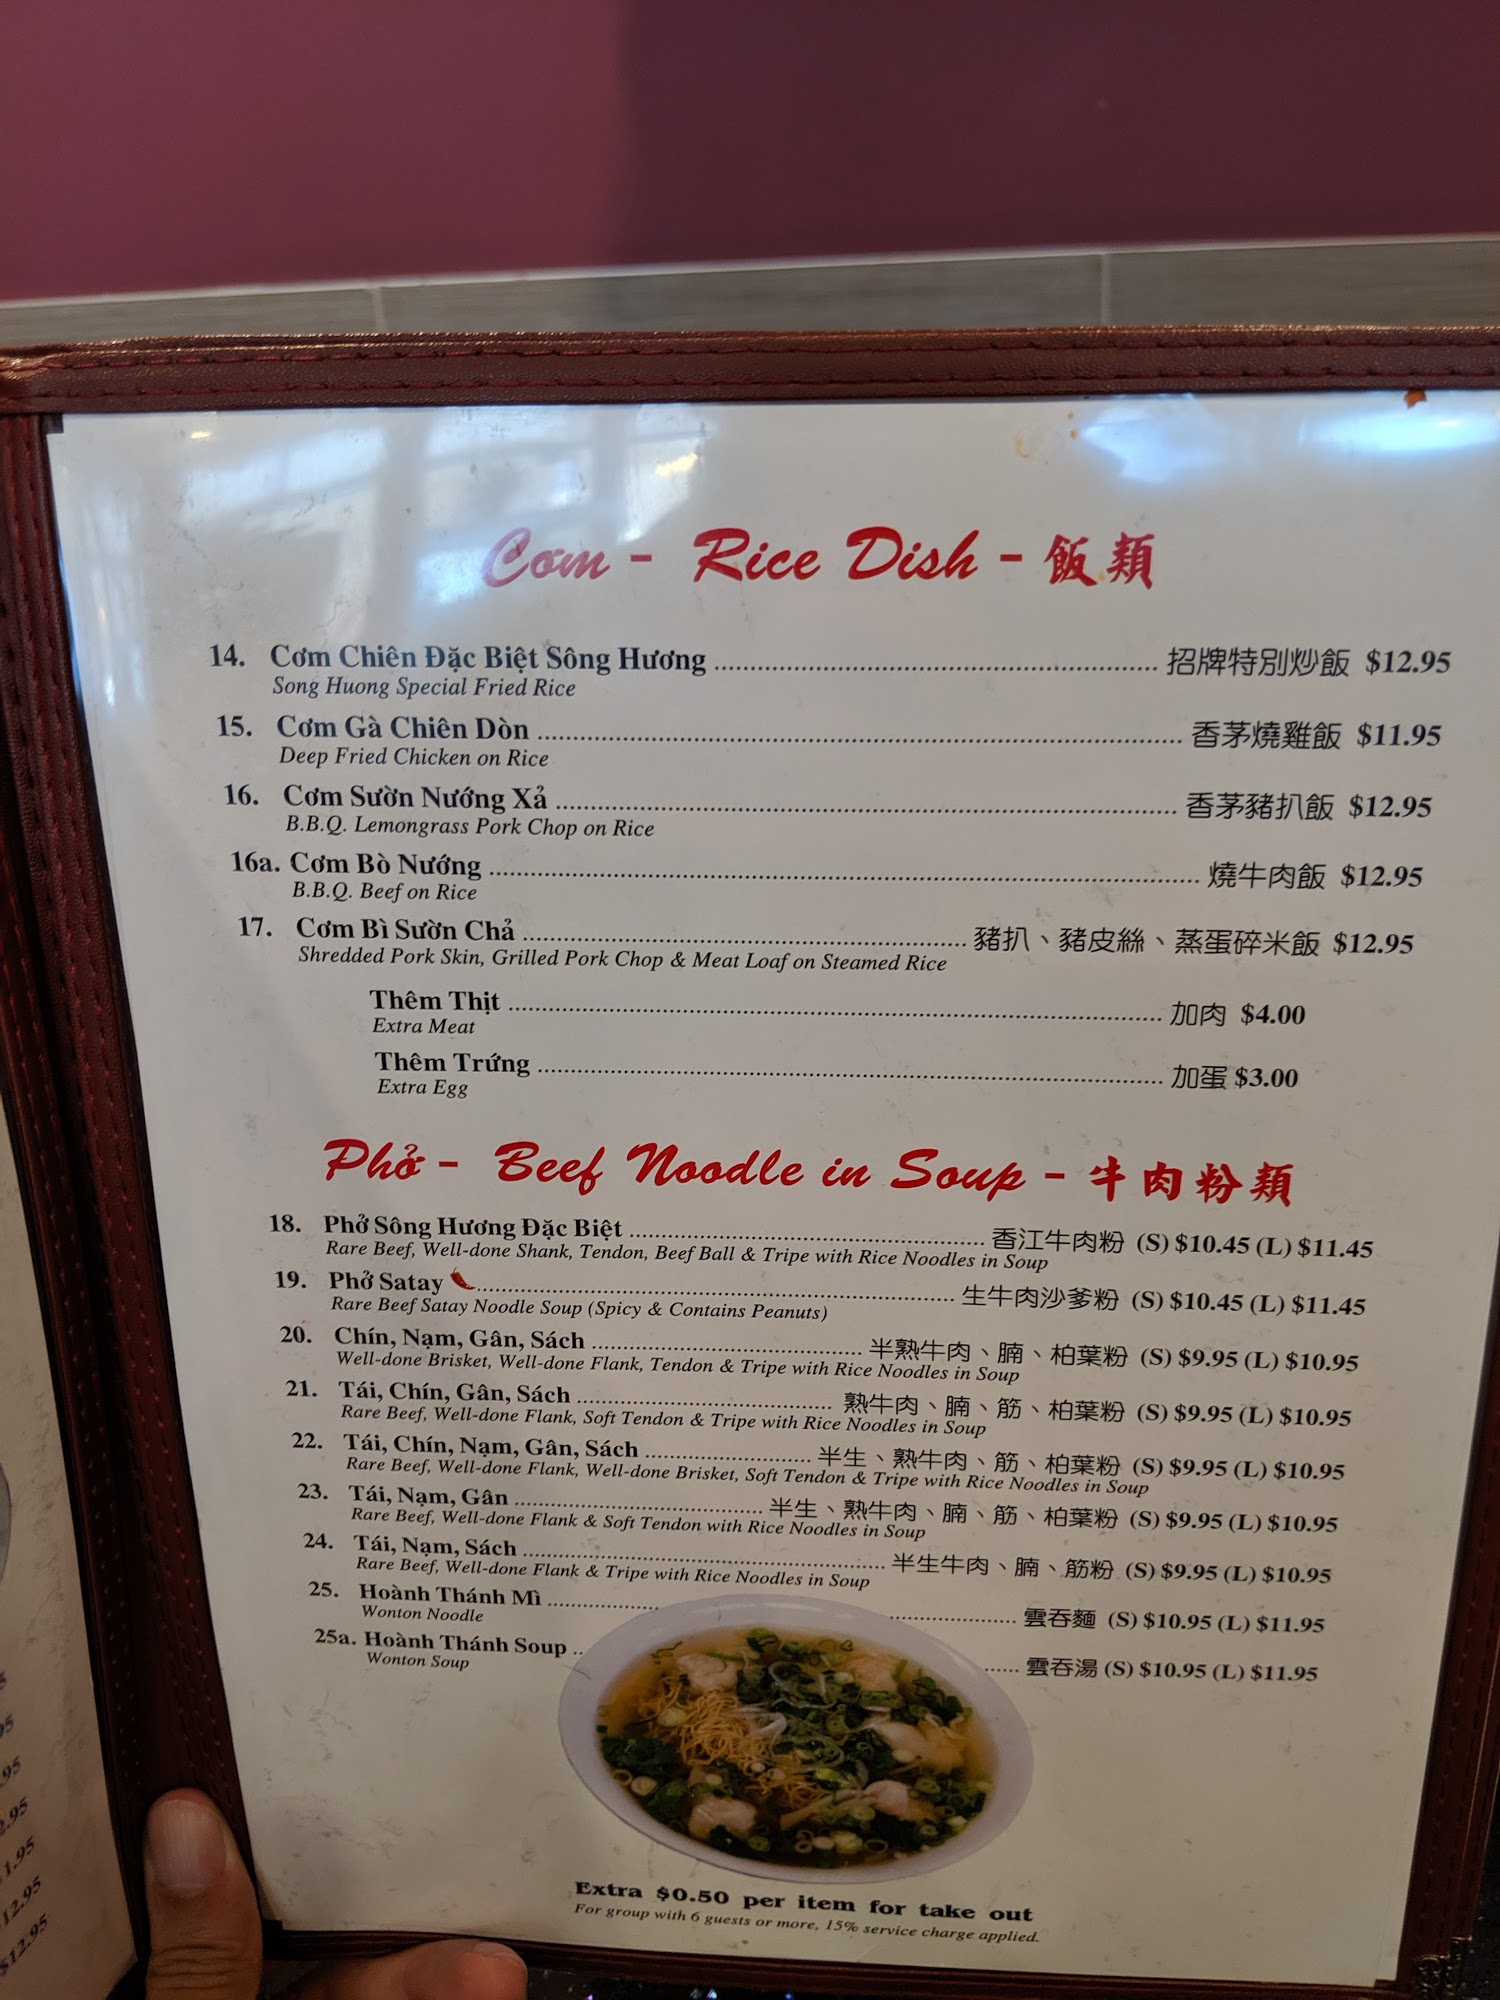 Cơm - Rice Dish - 飯類
14. Cơm Chiên Đặc Biệt Sông Hương 招牌特別炒飯 $12.95
Song Huong Special Fried Rice
15. Cơm Gà Chiên Dòn 香茅燒雞飯 $11.95
Deep Fried Chicken on Rice
16. Cơm Sườn Nướng Xả 香茅豬扒飯 $12.95
B.B.Q. Lemongrass Pork Chop on Rice
16a. Cơm Bò Nướng 燒牛肉飯 $12.95
B.B.Q. Beef on Rice
17. Cơm Bì Sườn Chả 豬扒、豬皮絲、蒸蛋碎米飯 $12.95
Shredded Pork Skin, Grilled Pork Chop & Meat Loaf on Steamed Rice
Thêm Thịt 加肉 $4.00
Extra Meat
Thêm Trứng 加蛋 $3.00
Extra Egg
Phở - Beef Noodle in Soup - 牛肉粉類
18. Phở Sông Hương Đặc Biệt 香江牛肉粉 (S) $10.45 (L) $11.45
Rare Beef, Well-done Shank, Tendon, Beef Ball & Tripe with Rice Noodles in Soup
19. Phở Satay 生牛肉沙爹粉 (S) $10.45 (L) $11.45
Rare Beef Satay Noodle Soup (Spicy & Contains Peanuts)
20. Chín, Nạm, Gân, Sách 半熟牛肉、腩、柏葉粉 (S) $9.95 (L) $10.95
Well-done Brisket, Well-done Flank, Tendon & Tripe with Rice Noodles in Soup
21. Tái, Chín, Gân, Sách 熟牛肉、腩、筋、柏葉粉 (S) $9.95 (L) $10.95
Rare Beef, Well-done Flank, Soft Tendon & Tripe with Rice Noodles in Soup
22. Tái, Chín, Nạm, Gân, Sách 半生、熟牛肉、筋、柏葉粉 (S) $9.95 (L) $10.95
Rare Beef, Well-done Flank, Well-done Brisket, Soft Tendon & Tripe with Rice Noodles in Soup
23. Tái, Nạm, Gân 半生、熟牛肉、腩、筋、柏葉粉 (S) $9.95 (L) $10.95
Rare Beef, Well-done Flank & Soft Tendon with Rice Noodles in Soup
24. Tái, Nạm, Sách 半生牛肉、腩、筋粉 (S) $9.95 (L) $10.95
Rare Beef, Well-done Flank & Tripe with Rice Noodles in Soup
25. Hoành Thánh Mì 雲吞麵 (S) $10.95 (L) $11.95
Wonton Noodle
25a. Hoành Thánh Soup 雲吞湯 (S) $10.95 (L) $11.95
Wonton Soup
Extra $0.50 per item for take out
For group with 6 guests or more, 15% service charge applied.
$12.95